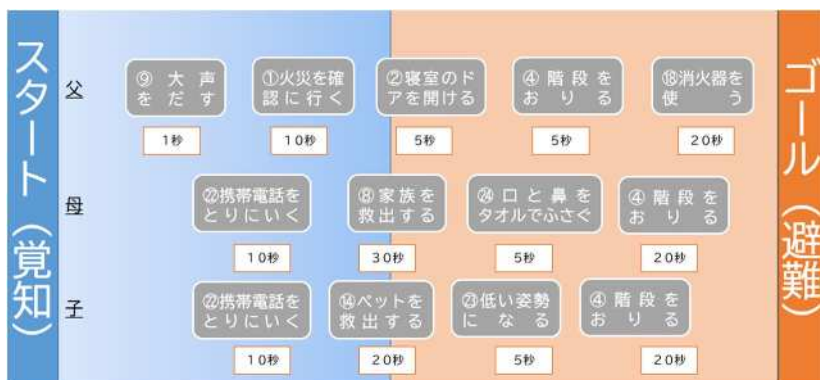 スタート（覚知）
父
⑨大声
をだす
①火災を確
認に行く
②寝室のド
アを開ける
④階段を
おりる
⑱消火器を
使う
1秒
10秒
5秒
5秒
20秒
母
㉒携帯電話を
とりにいく
⑧家族を
救出する
㉔口と鼻を
タオルでふさぐ
④階段を
おりる
10秒
30秒
5秒
20秒
子
㉒携帯電話を
とりにいく
⑭ペットを
救出する
㉓低い姿勢
になる
④階段を
おりる
10秒
20秒
5秒
20秒
ゴール（避難）